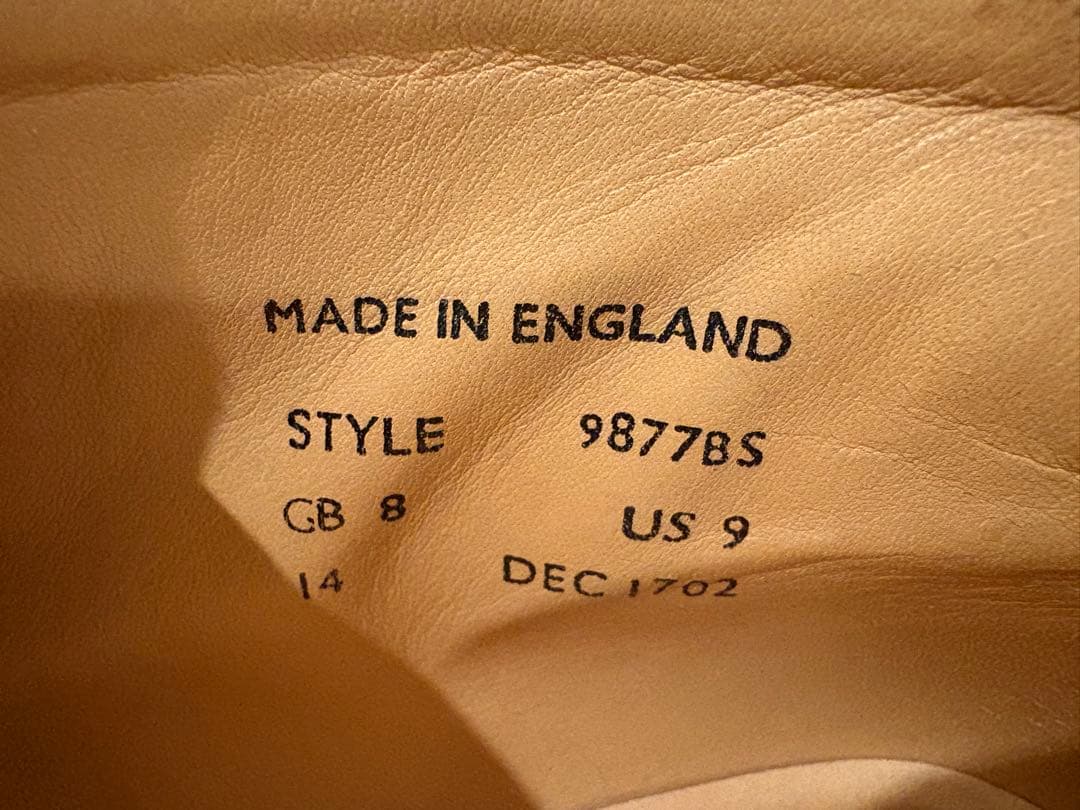 MADE IN ENGLAND
STYLE 9877BS
GB 8 US 9
14 DEC 1702